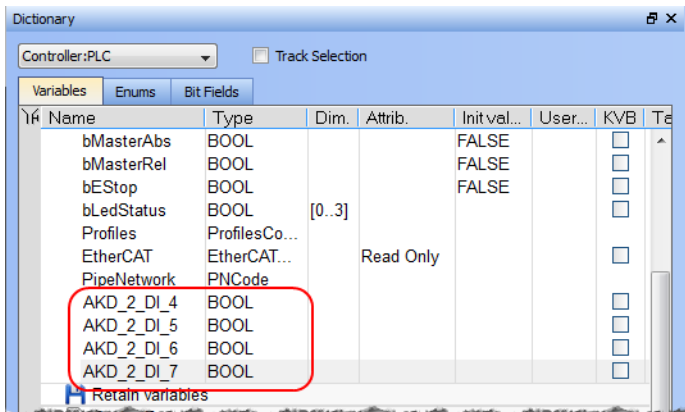 Dictionary
Controller:PLC Track Selection
Variables Enums Bit Fields
Name Type Dim. Attrib. Init val... User... KVB Ta
bMasterAbs BOOL FALSE
bMasterRel BOOL FALSE
bEStop BOOL FALSE
bLedStatus BOOL [0..3]
Profiles ProfilesCo...
EtherCAT EtherCAT... Read Only
PipeNetwork PNCode
AKD_2_DI_4 BOOL
AKD_2_DI_5 BOOL
AKD_2_DI_6 BOOL
AKD_2_DI_7 BOOL
Retain variables